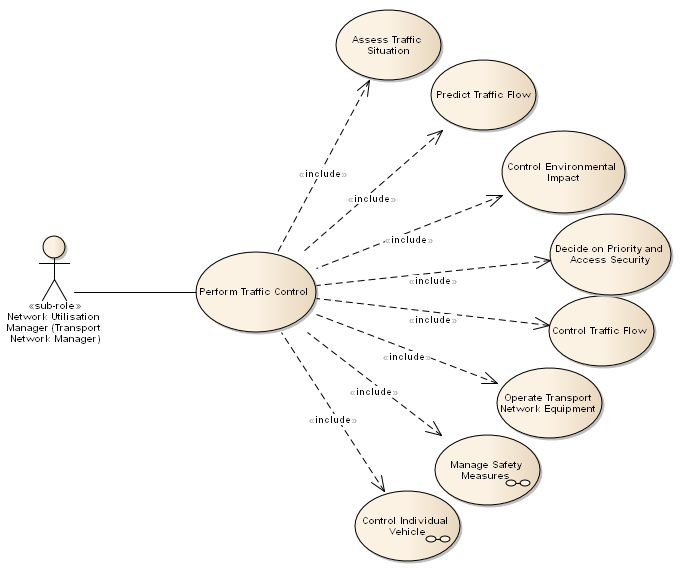 Assess Traffic
Situation
Predict Traffic Flow
«include»
Control Environmental
Impact
«include»
«include»
Decide on Priority and
Access Security
«include»
Perform Traffic Control
«sub-role»
Network Utilisation
Manager (Transport
Network Manager)
«include»
Control Traffic Flow
«include»
Operate Transport
Network Equipment
«include»
«include»
Manage Safety
Measures
Control Individual
Vehicle